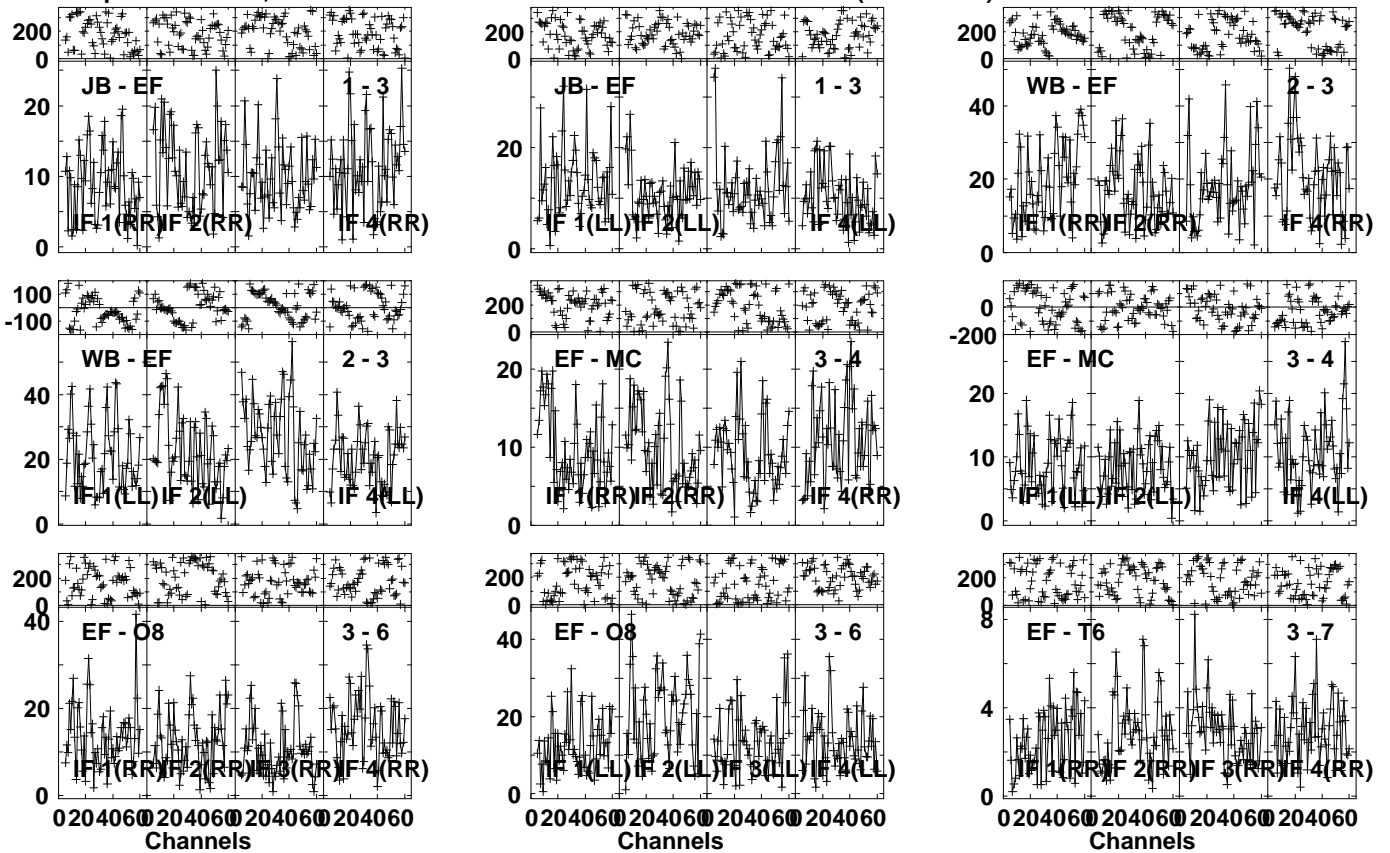 200
0
JB - EF 1 - 3
20
10
0
IF 1(RR) IF 2(RR) IF 4(RR)
200
0
JB - EF 1 - 3
20
0
IF 1(LL) IF 2(LL) IF 4(LL)
200
0
WB - EF 2 - 3
40
20
0
IF 1(RR) IF 2(RR) IF 4(RR)
100
-100
WB - EF 2 - 3
40
20
0
IF 1(LL) IF 2(LL) IF 4(LL)
200
0
EF - MC 3 - 4
20
10
0
IF 1(RR) IF 2(RR) IF 4(RR)
0
-200
EF - MC 3 - 4
20
10
0
IF 1(LL) IF 2(LL) IF 4(LL)
200
0
EF - O8 3 - 6
40
20
0
IF 1(RR) IF 2(RR) IF 3(RR) IF 4(RR)
0 20 40 60 0 20 40 60 0 20 40 60 0 20 40 60
Channels
200
0
EF - O8 3 - 6
40
20
0
IF 1(LL) IF 2(LL) IF 3(LL) IF 4(LL)
0 20 40 60 0 20 40 60 0 20 40 60 0 20 40 60
Channels
200
0
EF - T6 3 - 7
8
4
0
IF 1(RR) IF 2(RR) IF 3(RR) IF 4(RR)
0 20 40 60 0 20 40 60 0 20 40 60 0 20 40 60
Channels